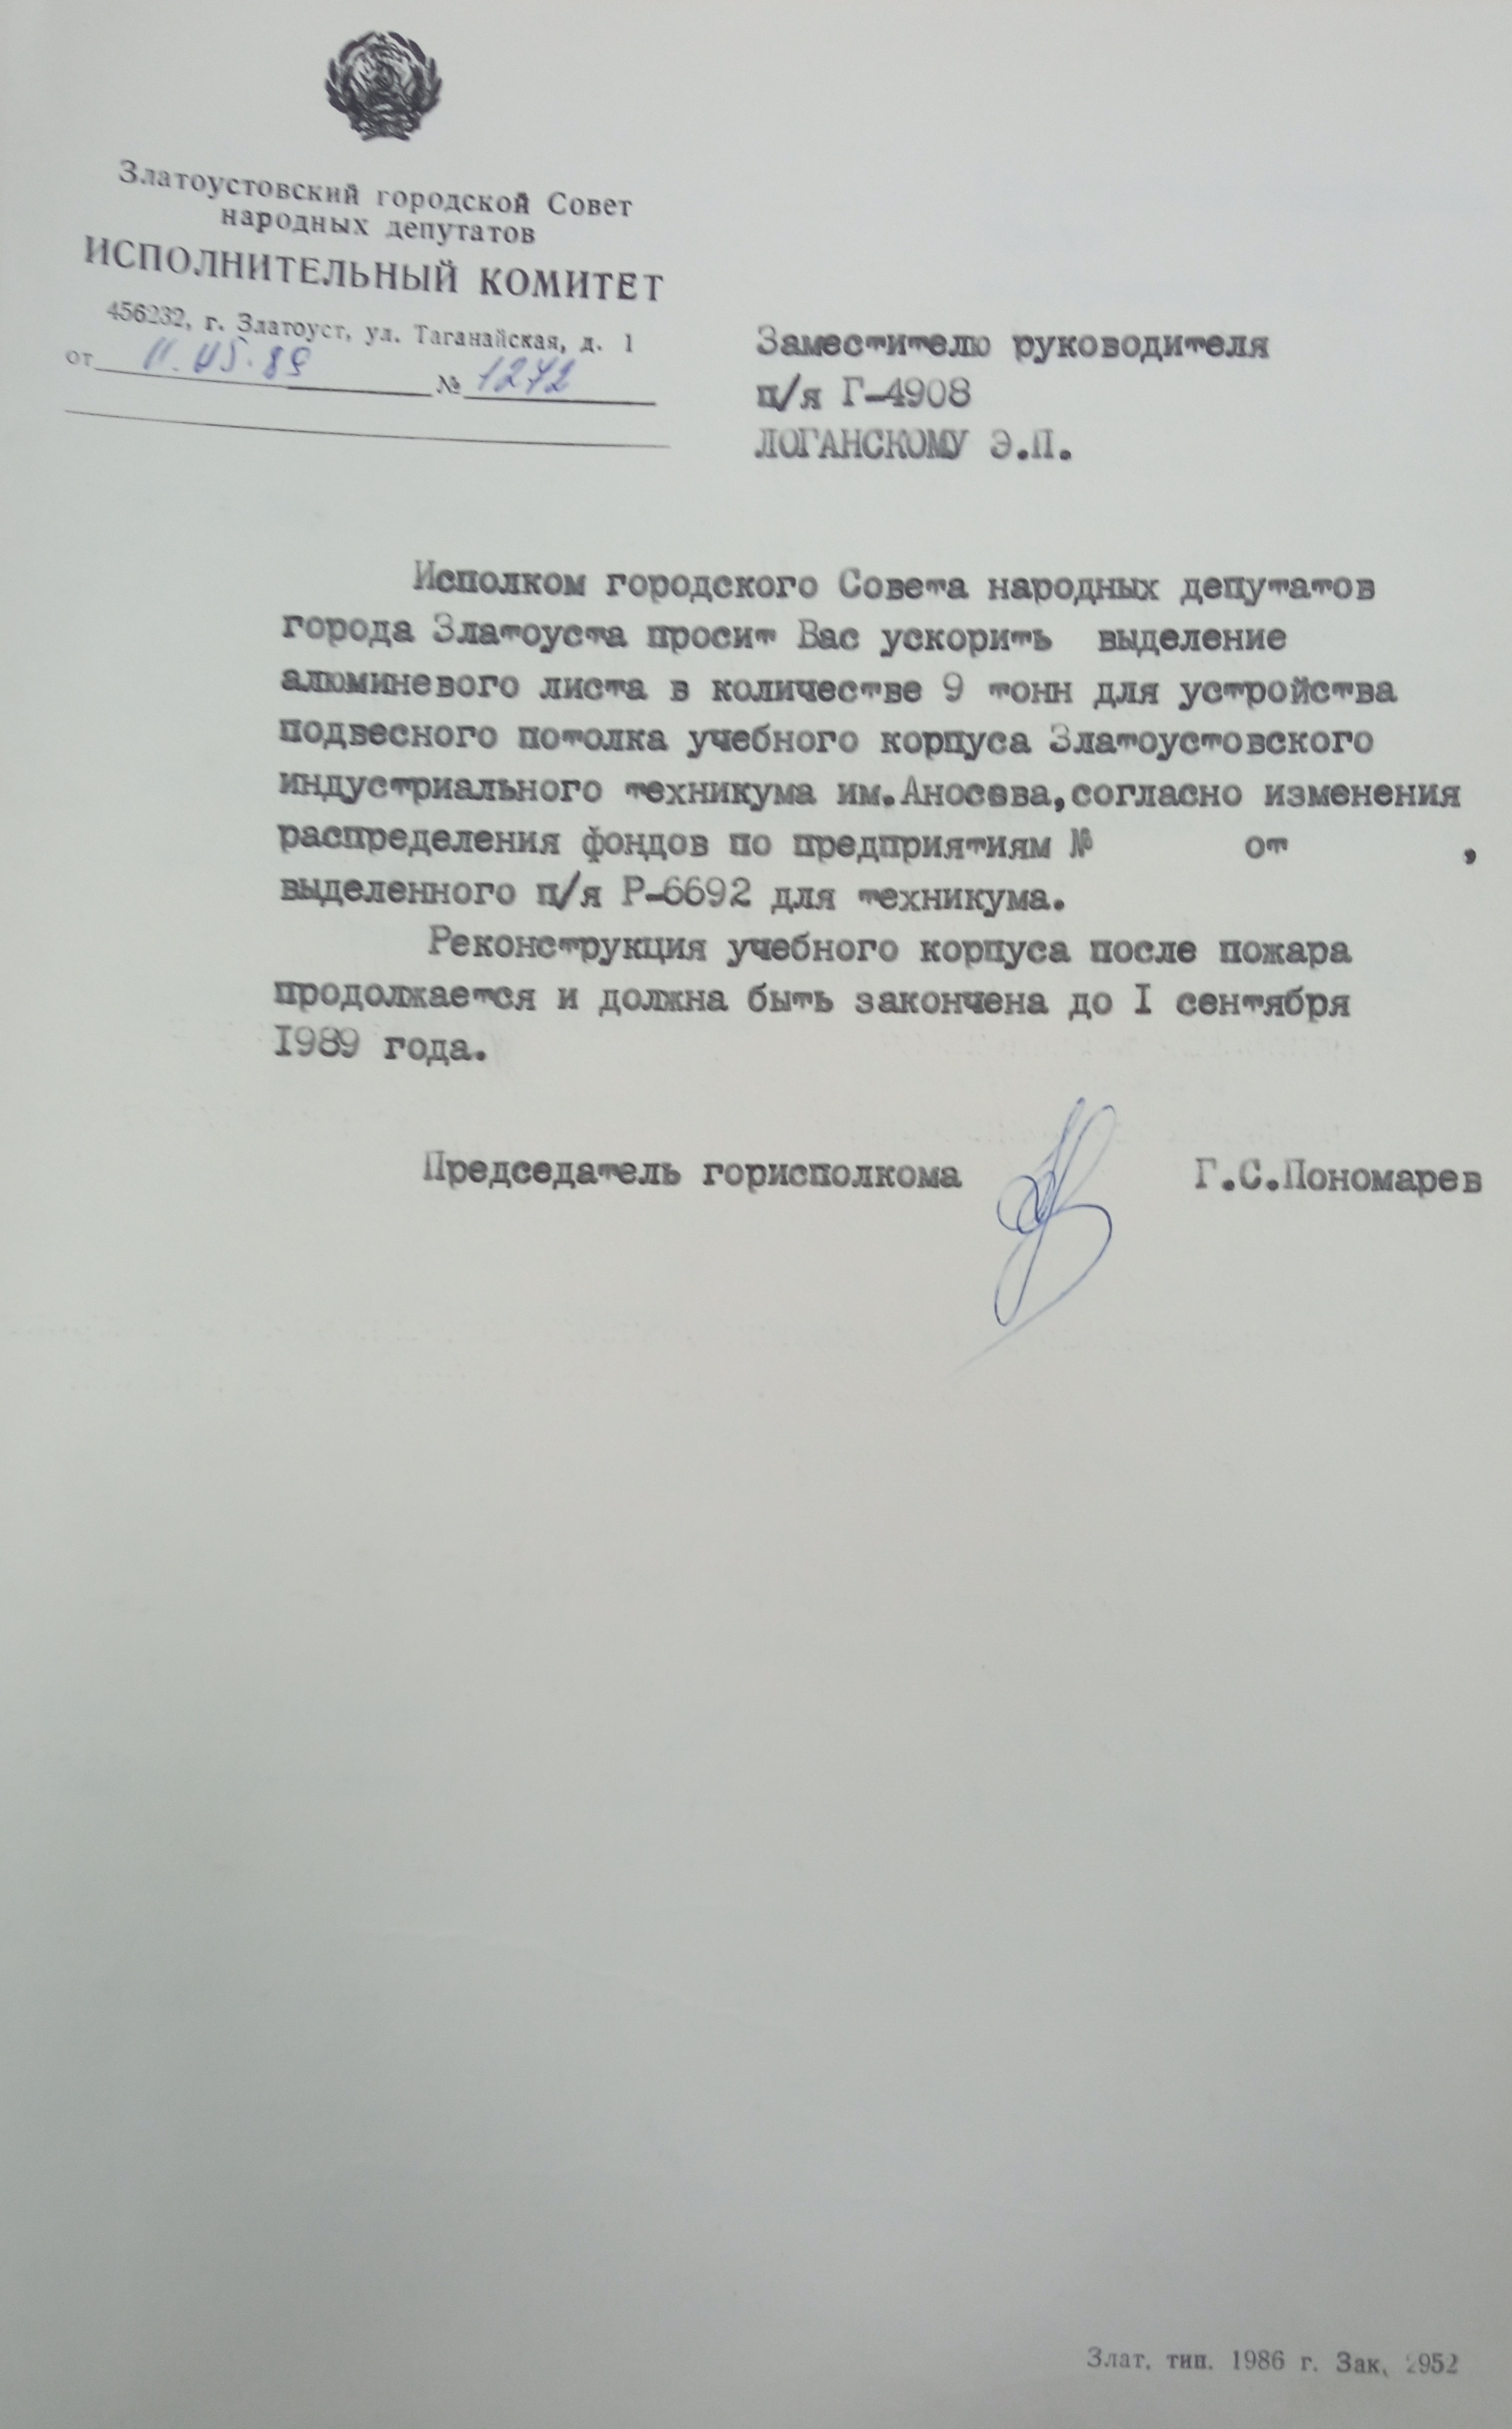 Златоустовский городской Совет
народных депутатов
ИСПОЛНИТЕЛЬНЫЙ КОМИТЕТ
456232, г. Златоуст, ул. Таганайская, д. 1
от 11.05.89 № 1272
Заместителю руководителя
п/я Г-4908
ЛОГАНСКОМУ Э.П.
Исполком городского Совета народных депутатов
города Златоуста просит Вас ускорить выделение
алюминевого листа в количестве 9 тонн для устройства
подвесного потолка учебного корпуса Златоустовского
индустриального техникума им.Аносова,согласно изменения
распределения фондов по предприятиям № от ,
выделенного п/я Р-6692 для техникума.
Реконструкция учебного корпуса после пожара
продолжается и должна быть закончена до I сентября
I989 года.
Председатель горисполкома Г.С.Пономарев
Злат. тип. 1986 г. Зак. 2952